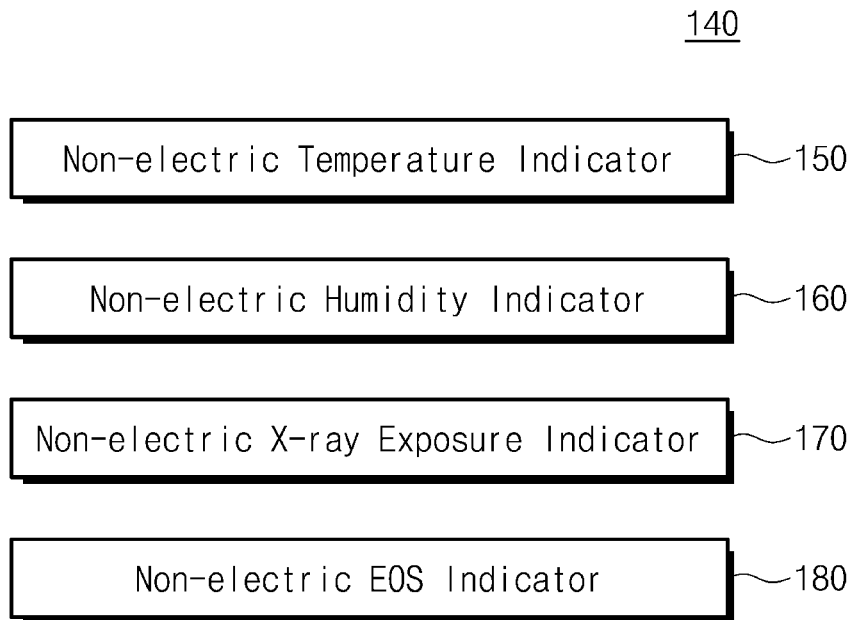 140
Non-electric Temperature Indicator 150
Non-electric Humidity Indicator 160
Non-electric X-ray Exposure Indicator 170
Non-electric EOS Indicator 180